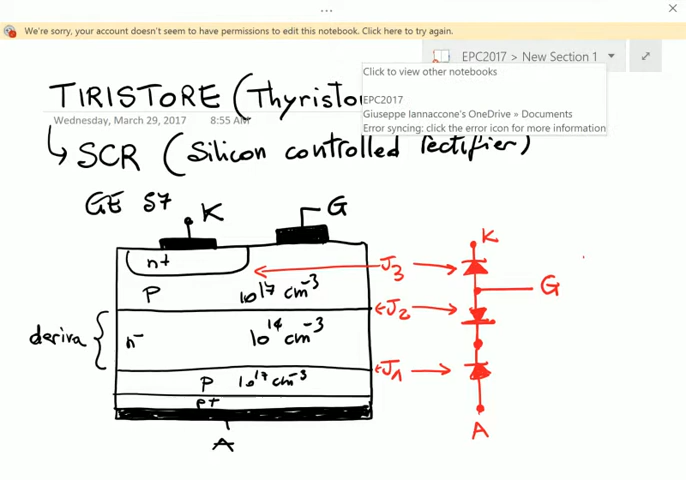 We're sorry, your account doesn't seem to have permissions to edit this notebook. Click here to try again.
EPC2017 > New Section 1
Click to view other notebooks
EPC2017
Giuseppe Iannaccone's OneDrive » Documents
Error syncing: click the error icon for more information
TIRISTORE (Thyristo
Wednesday, March 29, 2017 8:55 AM
SCR (Silicon controlled rectifier)
GE 57
K
G
K
n+
J3
P
10^17 cm^-3
G
J2
deriva
n-
10^14 cm^-3
J1
P
10^17 cm^-3
P+
A
A